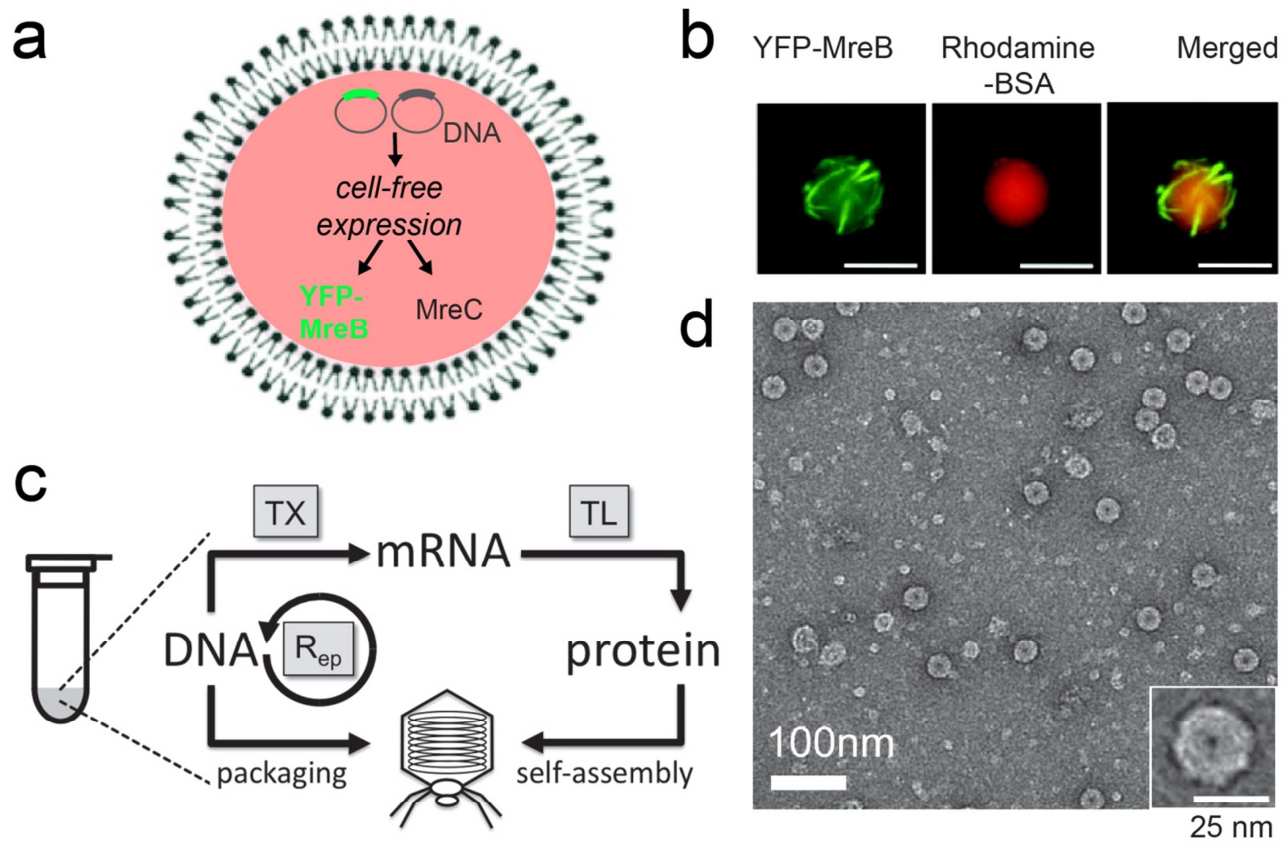 a
DNA
cell-free
expression
YFP-
MreB
MreC
b
YFP-MreB
Rhodamine
-BSA
Merged
c
TX
TL
mRNA
DNA
Rep
protein
packaging
self-assembly
d
100nm
25 nm